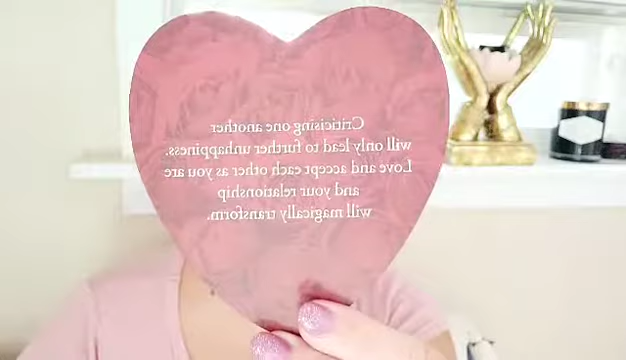 Criticising one another
will only lead to further unhappiness.
Love and accept each other as you are
and your relationship
will magically transform.